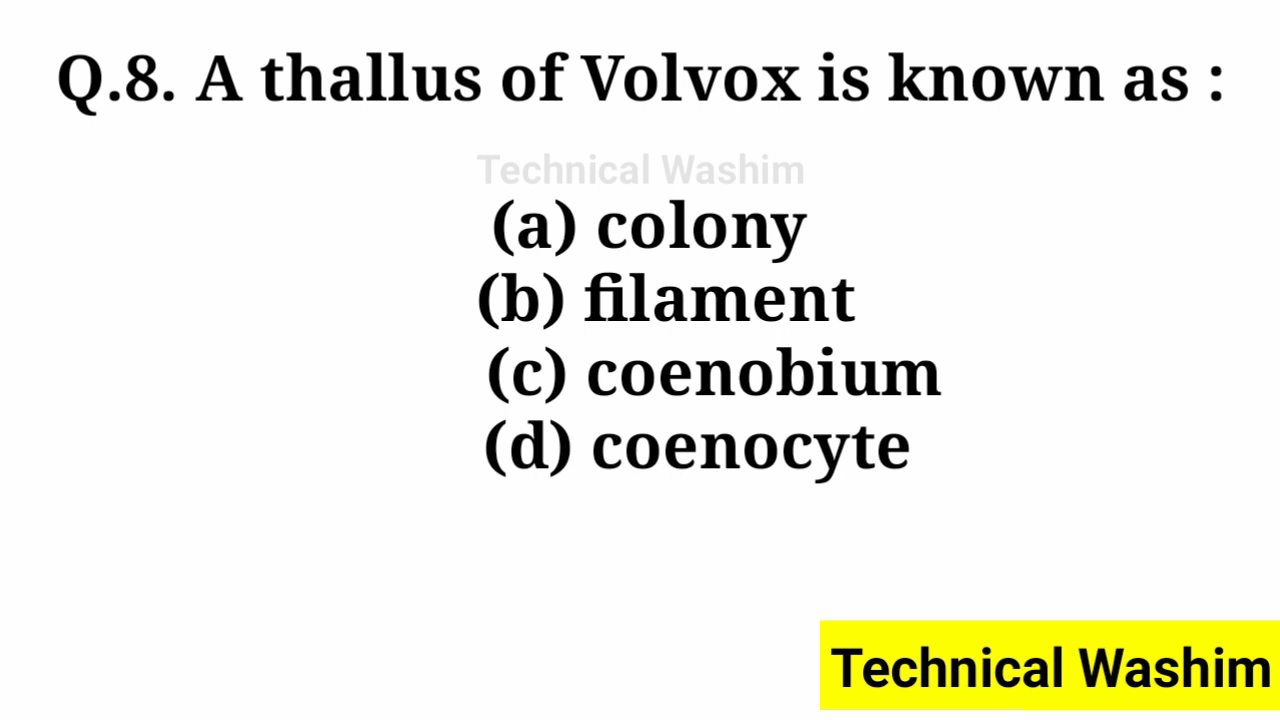 Q.8. A thallus of Volvox is known as :
Technical Washim
(a) colony
(b) filament
(c) coenobium
(d) coenocyte
Technical Washim